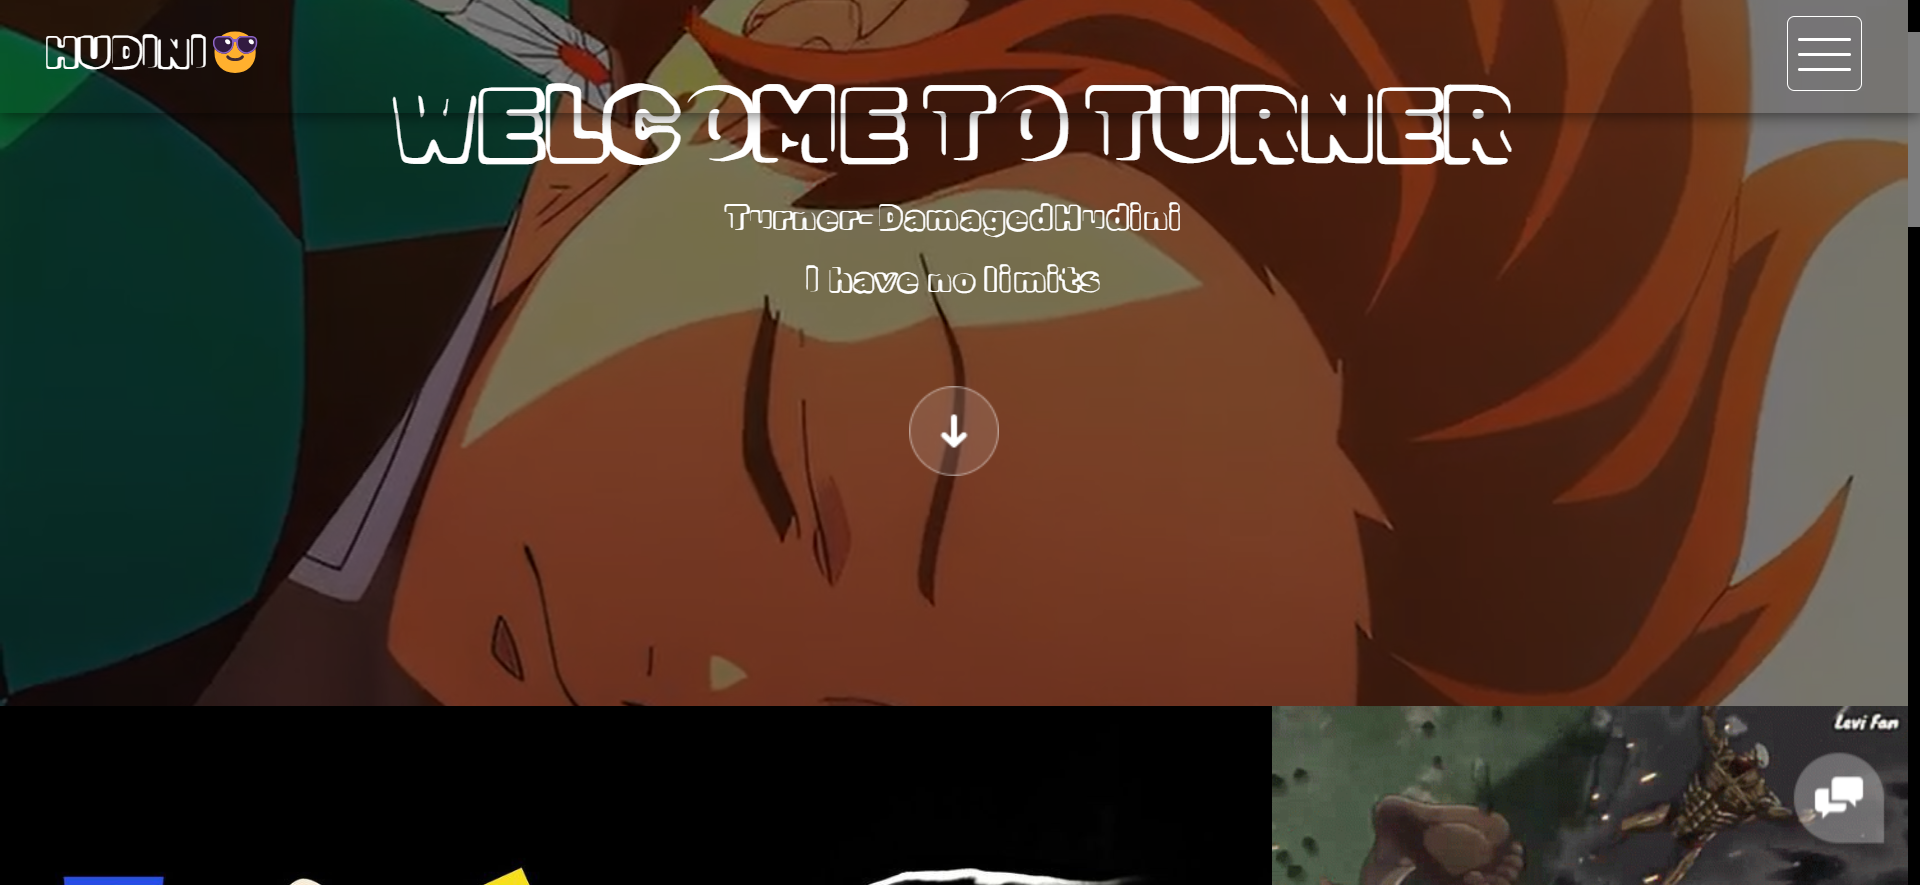 HUDINI😎
WELCOME TO TURNER
Turner-DamagedHudini
I have no limits
Levi Fan